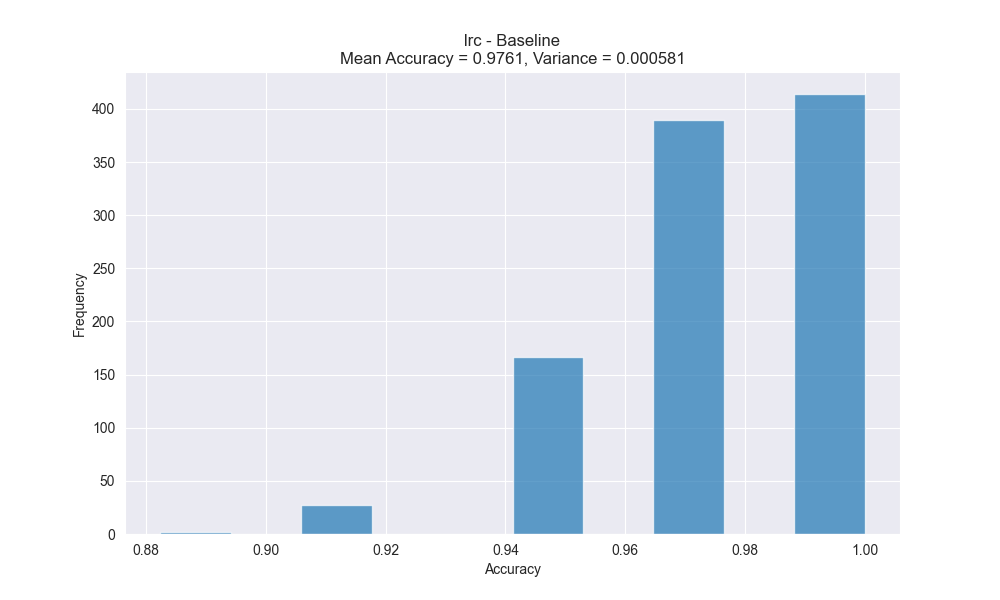 lrc - Baseline
Mean Accuracy = 0.9761, Variance = 0.000581
400
350
300
250
200
150
100
50
0
Frequency
0.88 0.90 0.92 0.94 0.96 0.98 1.00
Accuracy